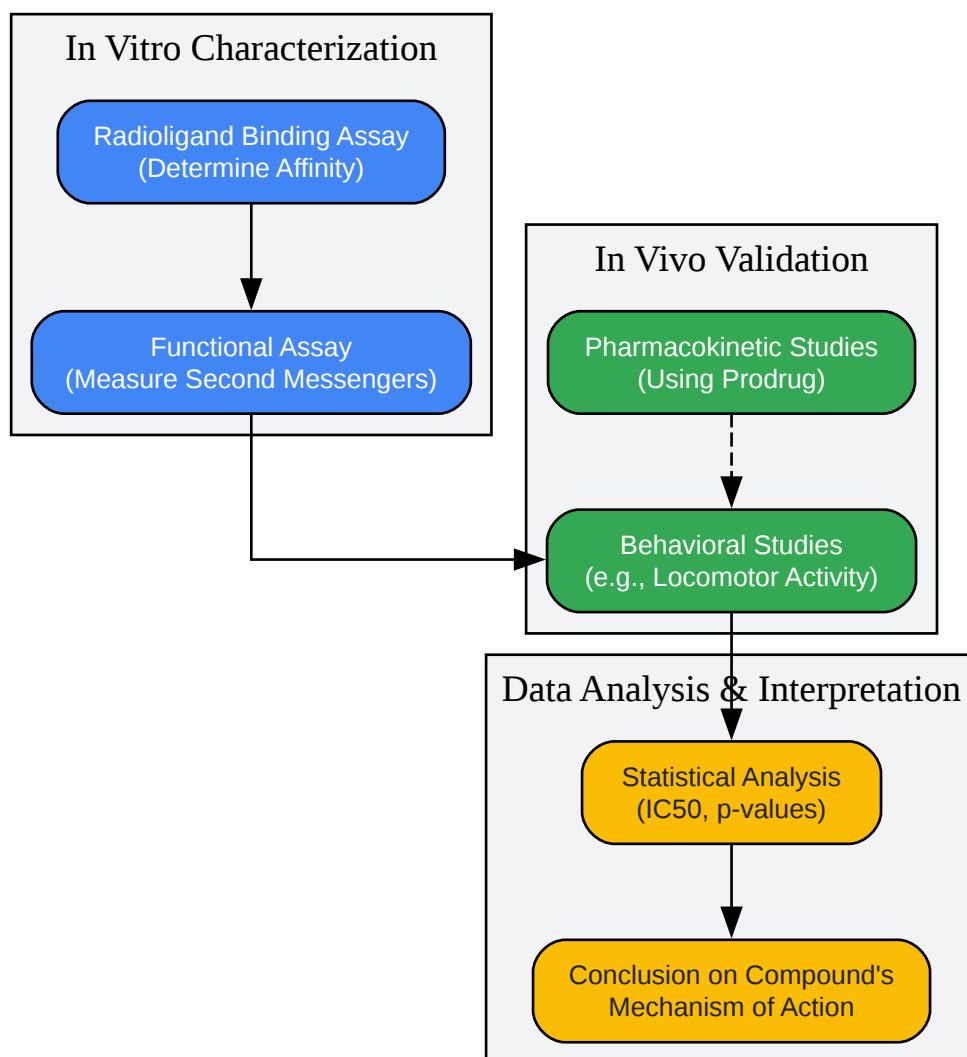 In Vitro Characterization
Radioligand Binding Assay
(Determine Affinity)
Functional Assay
(Measure Second Messengers)
In Vivo Validation
Pharmacokinetic Studies
(Using Prodrug)
Behavioral Studies
(e.g., Locomotor Activity)
Data Analysis & Interpretation
Statistical Analysis
(IC50, p-values)
Conclusion on Compound's
Mechanism of Action